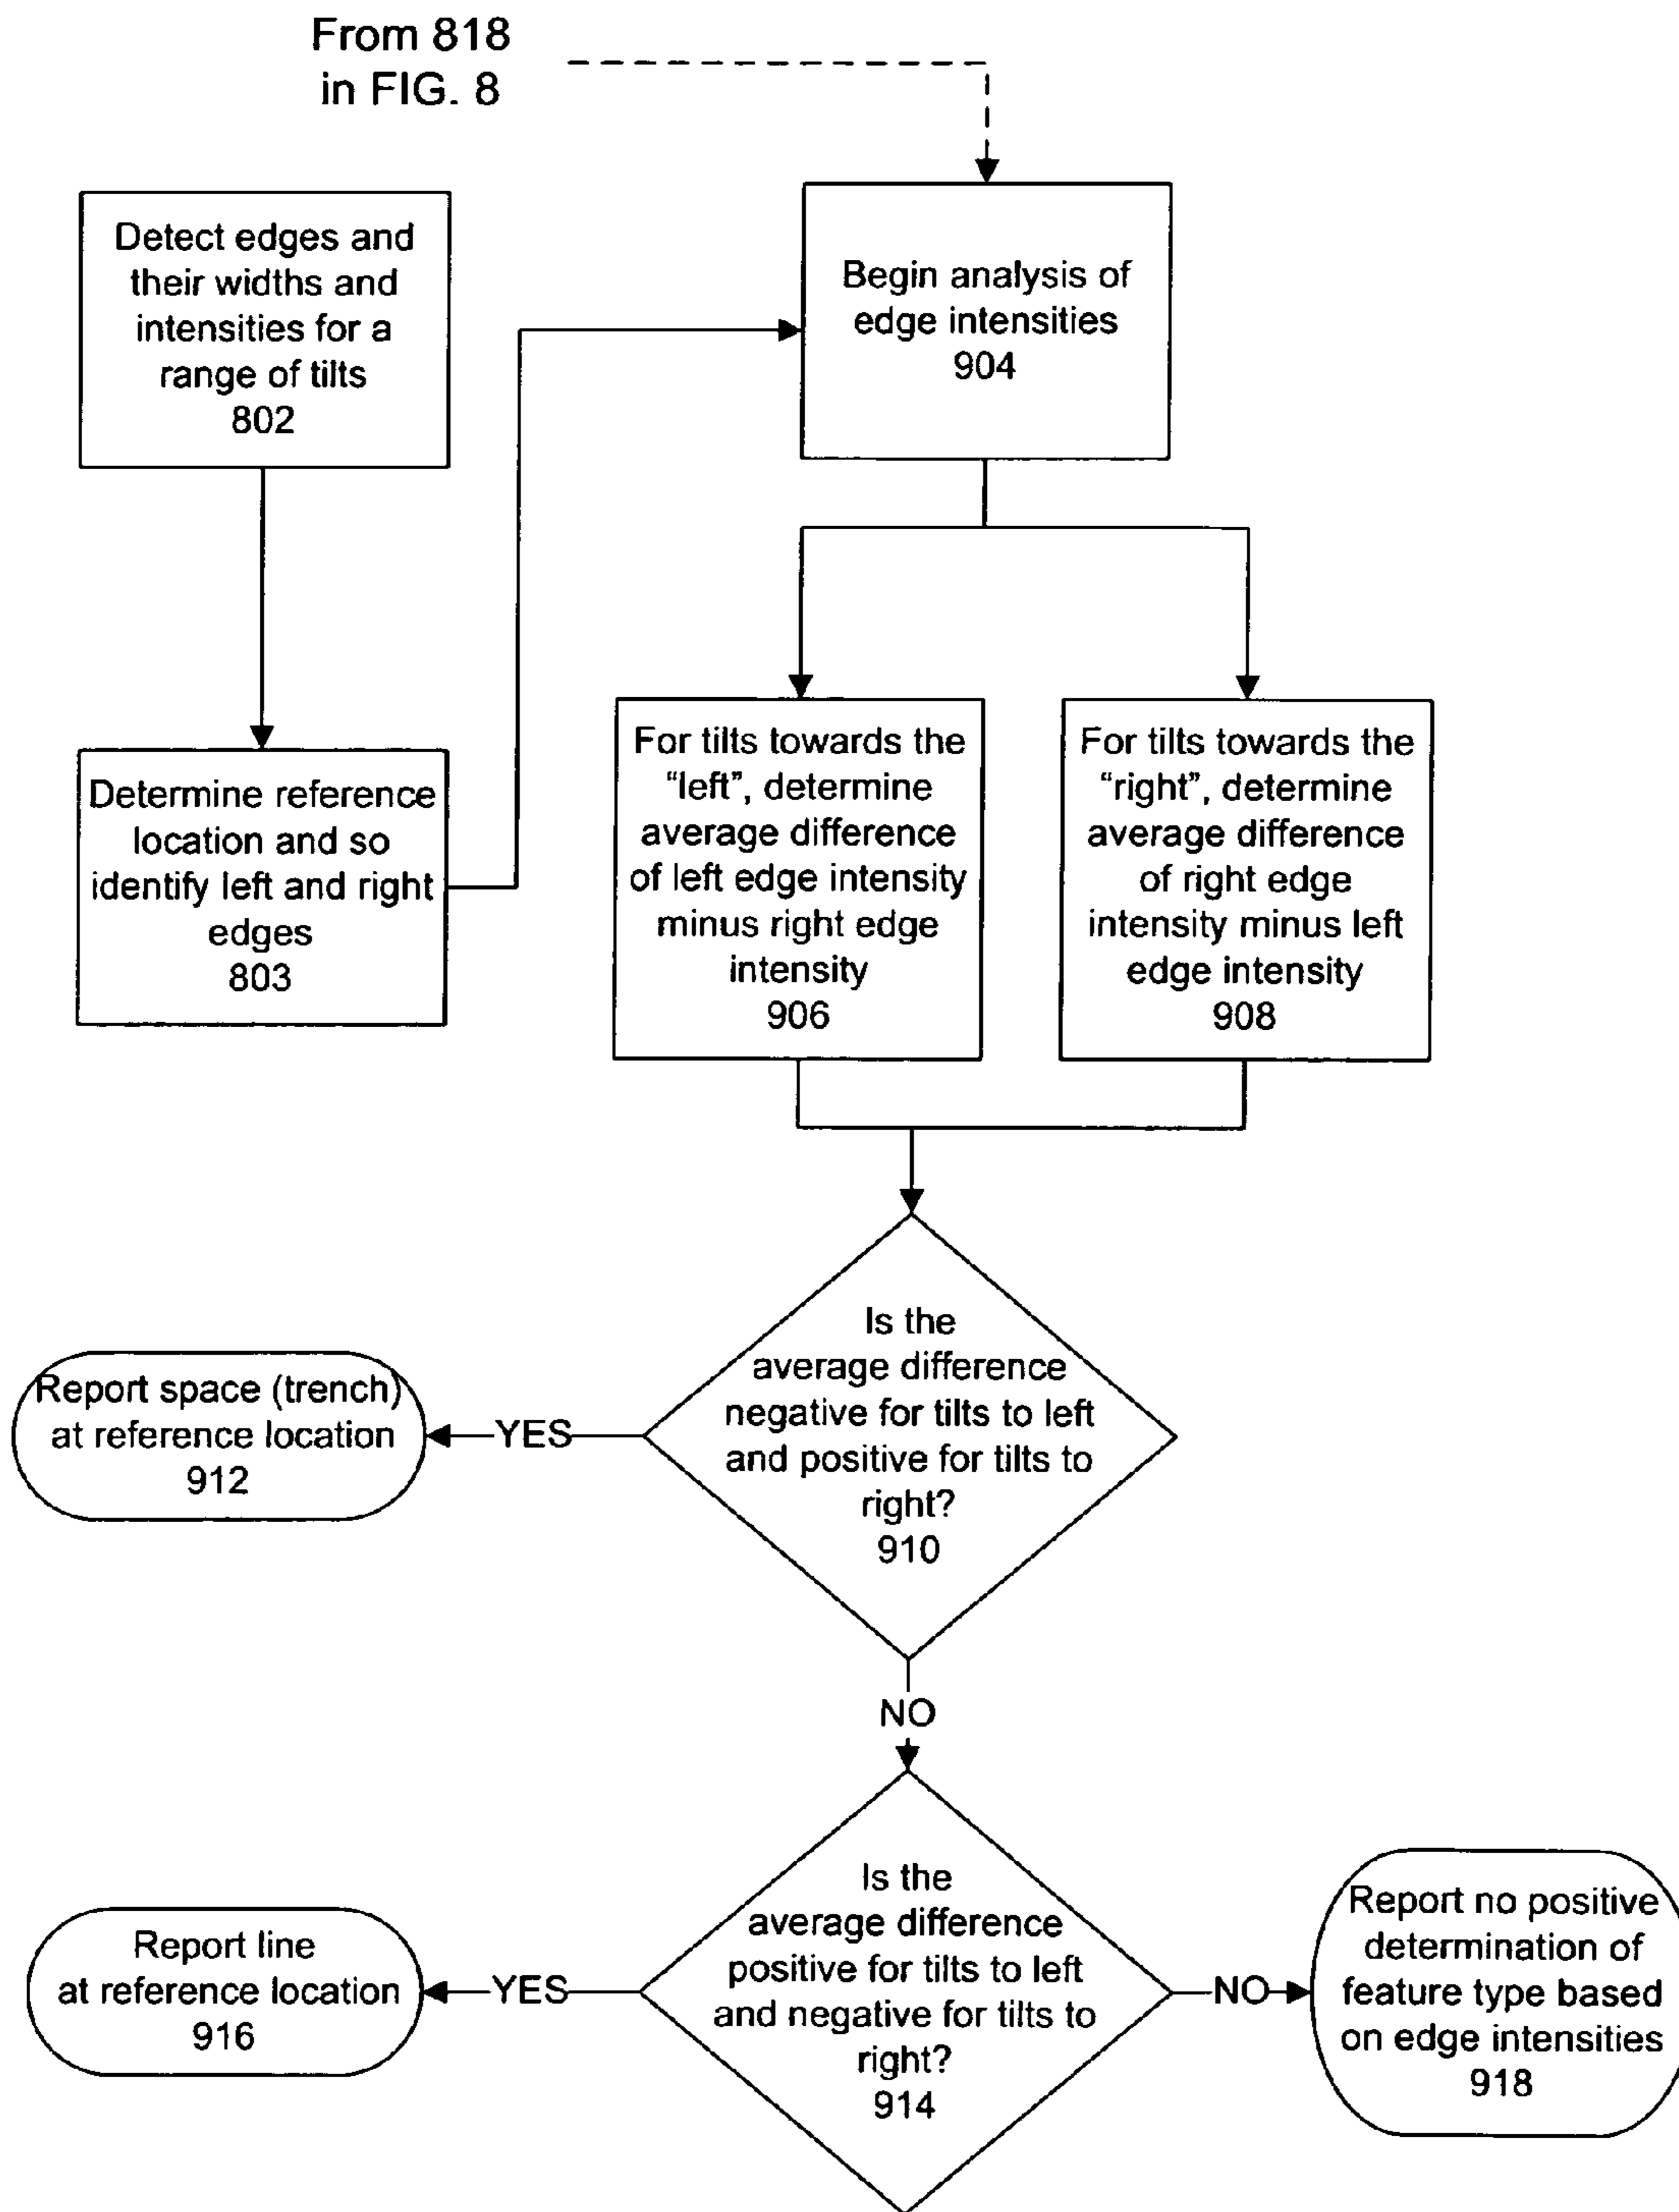 From 818
in FIG. 8
Detect edges and
their widths and
intensities for a
range of tilts
802
Begin analysis of
edge intensities
904
Determine reference
location and so
identify left and right
edges
803
For tilts towards the
“left”, determine
average difference
of left edge intensity
minus right edge
intensity
906
For tilts towards the
“right”, determine
average difference
of right edge
intensity minus left
edge intensity
908
Is the
average difference
negative for tilts to left
and positive for tilts to
right?
910
YES
Report space (trench)
at reference location
912
NO
Is the
average difference
positive for tilts to left
and negative for tilts to
right?
914
YES
Report line
at reference location
916
NO
Report no positive
determination of
feature type based
on edge intensities
918